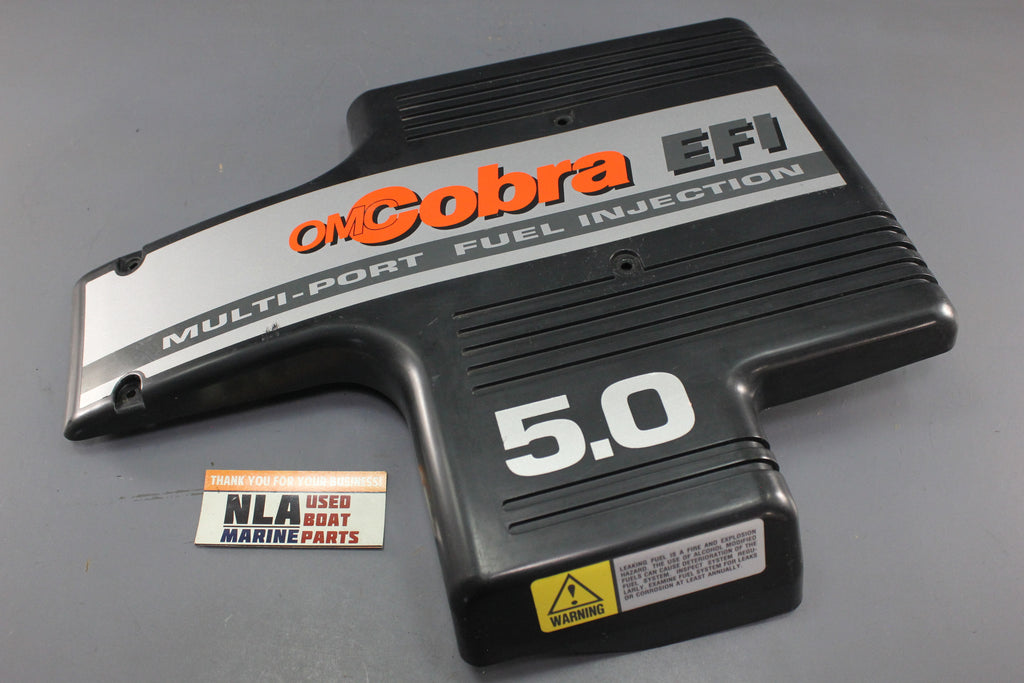 OMC Cobra EFI
MULTI-PORT FUEL INJECTION
5.0
THANK YOU FOR YOUR BUSINESS!
NLA USED
BOAT
MARINE PARTS
WARNING
LEAKING FUEL IS A FIRE AND EXPLOSION
HAZARD. THE USE OF ALCOHOL MODIFIED
FUELS CAN CAUSE DETERIORATION OF THE
FUEL SYSTEM. INSPECT SYSTEM REGU-
LARLY. EXAMINE FUEL SYSTEM FOR LEAKS
OR CORROSION AT LEAST ANNUALLY.